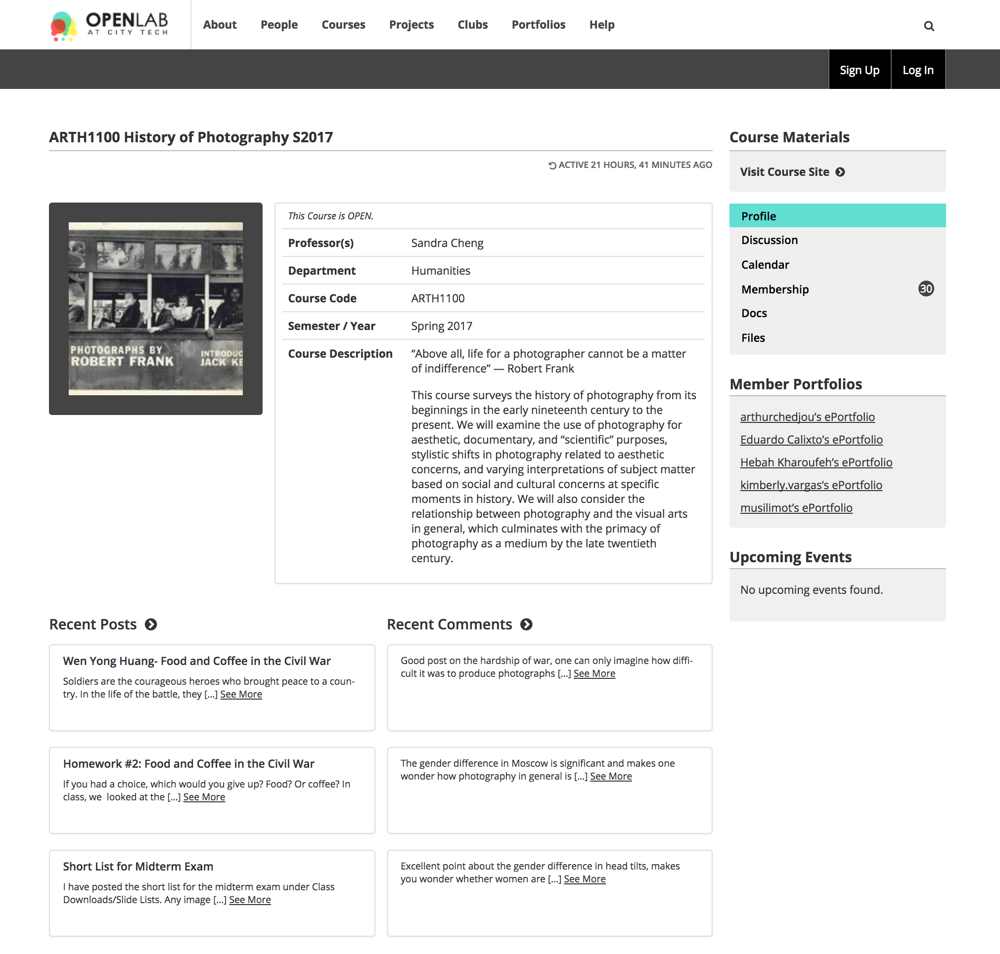 OPENLAB
AT CITY TECH
About
People
Courses
Projects
Clubs
Portfolios
Help
Sign Up
Log In
ARTH1100 History of Photography S2017
ACTIVE 21 HOURS, 41 MINUTES AGO
PHOTOGRAPHS BY
ROBERT FRANK
INTRODUC
JACK KE
This Course is OPEN.
Professor(s) Sandra Cheng
Department Humanities
Course Code ARTH1100
Semester / Year Spring 2017
Course Description “Above all, life for a photographer cannot be a matter
of indifference” — Robert Frank
This course surveys the history of photography from its
beginnings in the early nineteenth century to the
present. We will examine the use of photography for
aesthetic, documentary, and “scientific” purposes,
stylistic shifts in photography related to aesthetic
concerns, and varying interpretations of subject matter
based on social and cultural concerns at specific
moments in history. We will also consider the
relationship between photography and the visual arts
in general, which culminates with the primacy of
photography as a medium by the late twentieth
century.
Recent Posts
Wen Yong Huang- Food and Coffee in the Civil War
Soldiers are the courageous heroes who brought peace to a coun-
try. In the life of the battle, they [...] See More
Homework #2: Food and Coffee in the Civil War
If you had a choice, which would you give up? Food? Or coffee? In
class, we  looked at the [...] See More
Short List for Midterm Exam
I have posted the short list for the midterm exam under Class
Downloads/Slide Lists. Any image [...] See More
Recent Comments
Good post on the hardship of war, one can only imagine how diffi-
cult it was to produce photographs [...] See More
The gender difference in Moscow is significant and makes one
wonder how photography in general is [...] See More
Excellent point about the gender difference in head tilts, makes
you wonder whether women are [...] See More
Course Materials
Visit Course Site
Profile
Discussion
Calendar
Membership 30
Docs
Files
Member Portfolios
arthurchedjou’s ePortfolio
Eduardo Calixto’s ePortfolio
Hebah Kharoufeh’s ePortfolio
kimberly.vargas’s ePortfolio
musilimot’s ePortfolio
Upcoming Events
No upcoming events found.